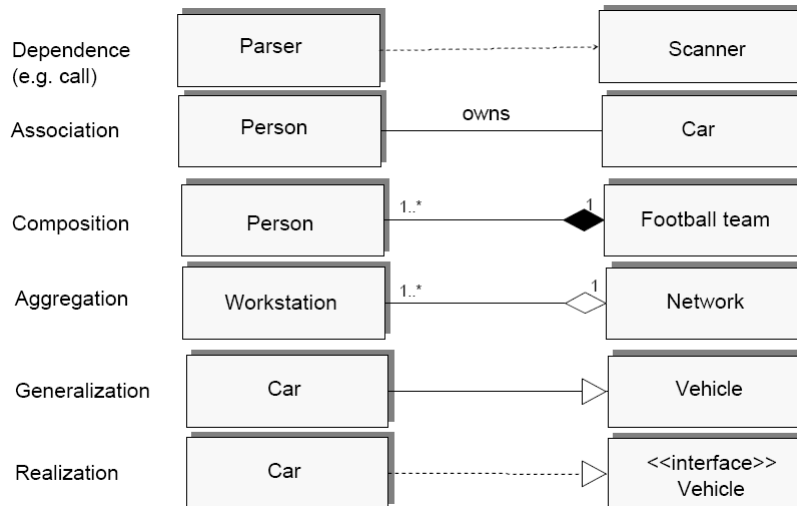 Dependence
(e.g. call)
Parser
Scanner
Association
Person
owns
Car
Composition
Person
1..*
1
Football team
Aggregation
Workstation
1..*
1
Network
Generalization
Car
Vehicle
Realization
Car
<<interface>>
Vehicle